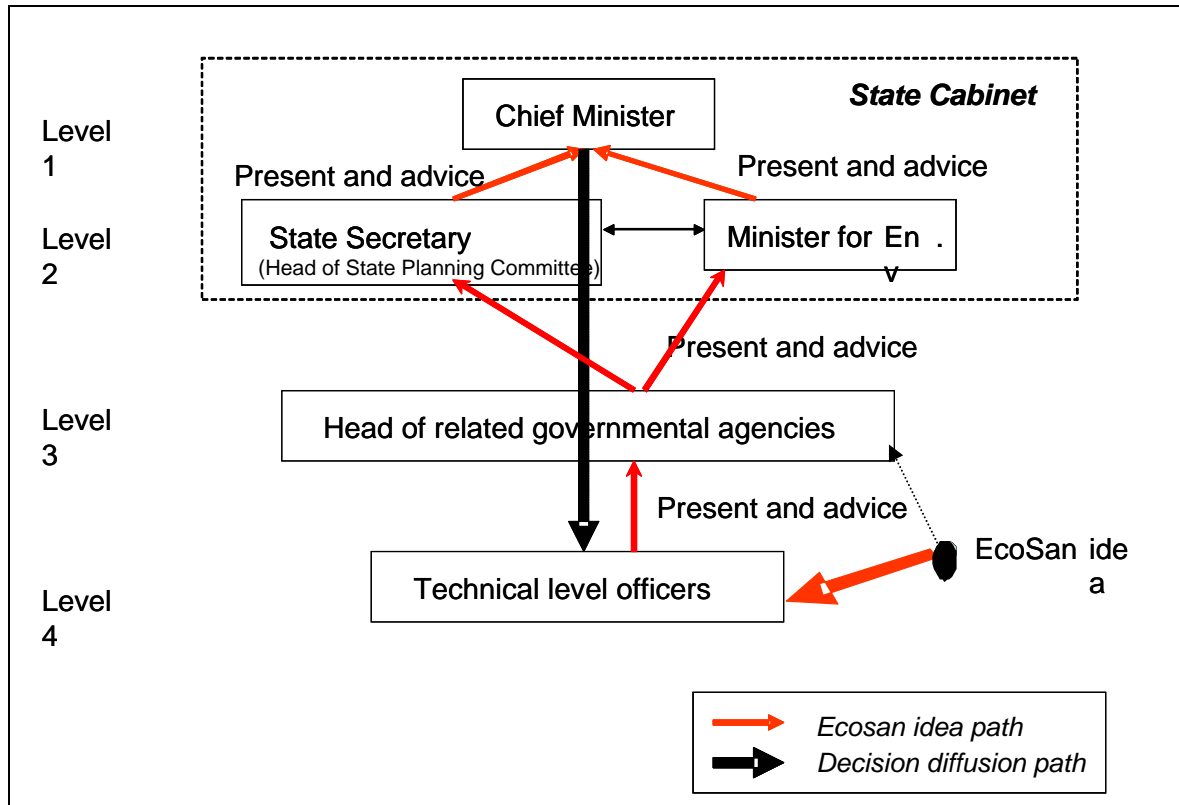 State Cabinet
Chief Minister
Level
1
Present and advice
Present and advice
Level
2
State Secretary
(Head of State Planning Committee)
Minister for En .
v
Present and advice
Level
3
Head of related governmental agencies
Present and advice
EcoSan ide
a
Technical level officers
Level
4
Ecosan idea path
Decision diffusion path